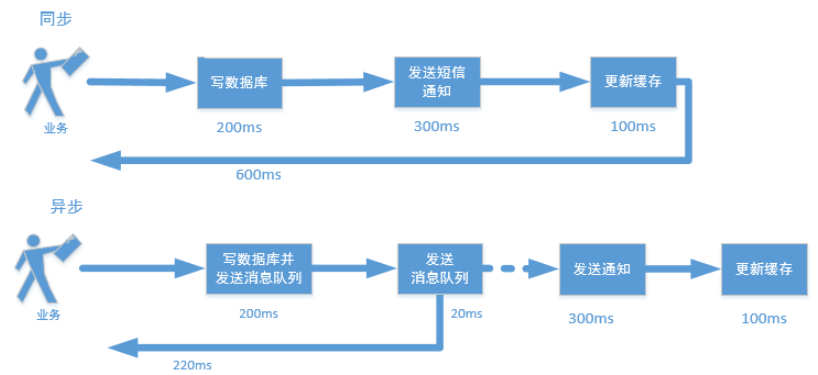 同步
业务
写数据库
200ms
发送短信
通知
300ms
更新缓存
100ms
600ms
异步
业务
写数据库并
发送消息队列
200ms
发送
消息队列
20ms
发送通知
300ms
更新缓存
100ms
220ms